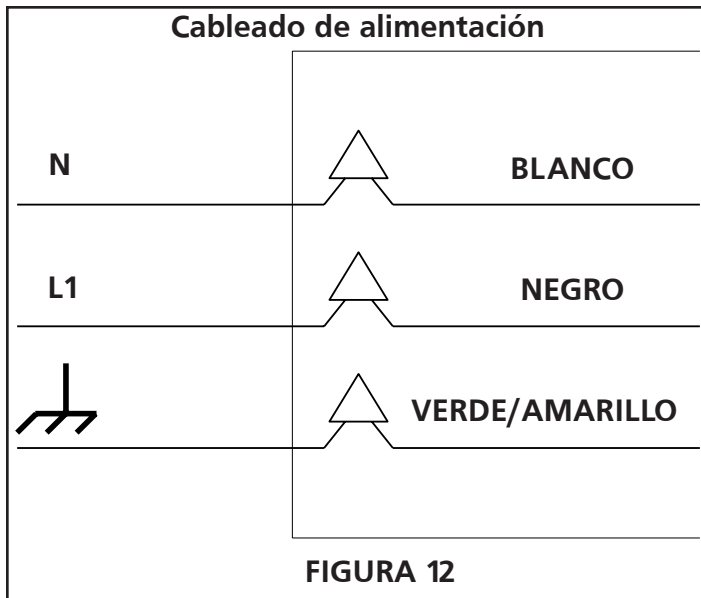 Cableado de alimentación
N
BLANCO
L1
NEGRO
VERDE/AMARILLO
FIGURA 12